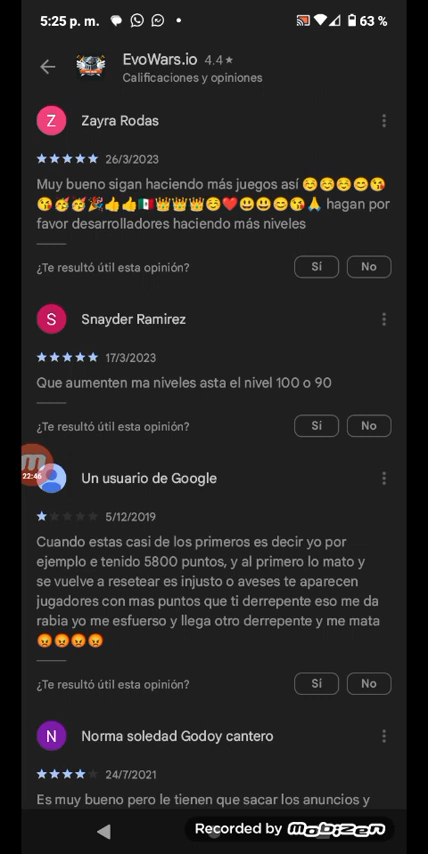 5:25 p. m. 63 %
EvoWars.io 4.4★
Calificaciones y opiniones
Z Zayra Rodas
★★★★★ 26/3/2023
Muy bueno sigan haciendo más juegos así ☺️☺️☺️😊😘
😘🥳🥳🎉👍👍🇲🇽👑👑👑☺️❤️😃😃😊😘🙏 hagan por
favor desarrolladores haciendo más niveles
¿Te resultó útil esta opinión? Sí No
S Snayder Ramirez
★★★★★ 17/3/2023
Que aumenten ma niveles asta el nivel 100 o 90
¿Te resultó útil esta opinión? Sí No
22:46
Un usuario de Google
★☆☆☆☆ 5/12/2019
Cuando estas casi de los primeros es decir yo por
ejemplo e tenido 5800 puntos, y al primero lo mato y
se vuelve a resetear es injusto o aveses te aparecen
jugadores con mas puntos que ti derrepente eso me da
rabia yo me esfuerso y llega otro derrepente y me mata
😡😡😡😡
¿Te resultó útil esta opinión? Sí No
N Norma soledad Godoy cantero
★★★★☆ 24/7/2021
Es muy bueno pero le tienen que sacar los anuncios y
Recorded by MOBIZEN